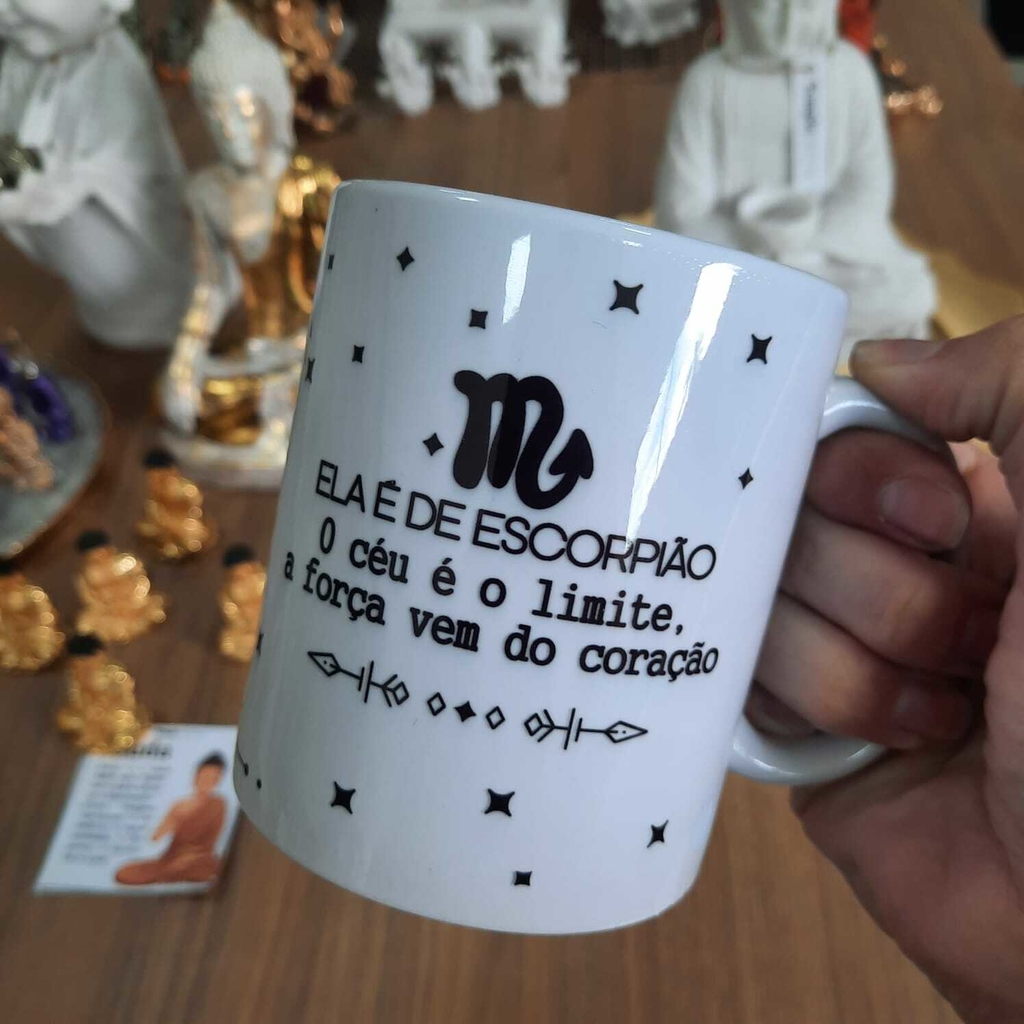 ELA É DE ESCORPIÃO
O céu é o limite,
a força vem do coração